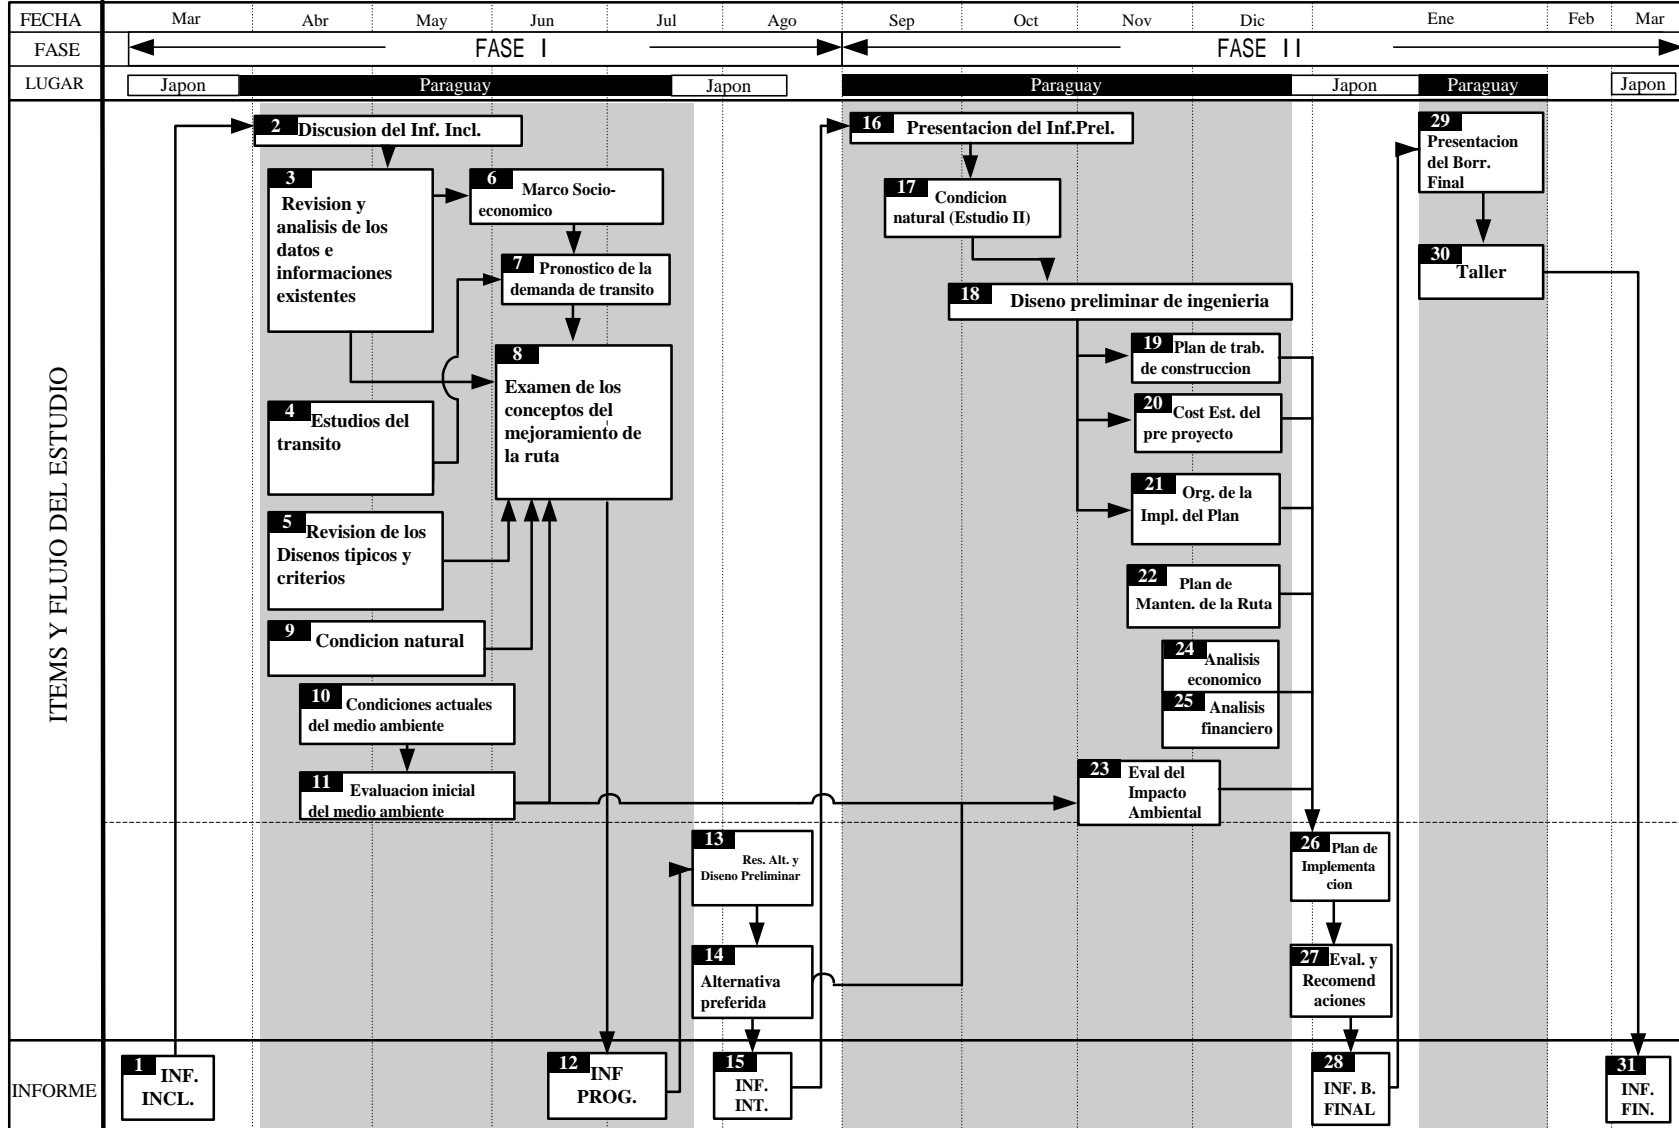 FECHA Mar Abr May Jun Jul Ago Sep Oct Nov Dic Ene Feb Mar
FASE FASE I FASE II
LUGAR Japon Paraguay Japon Paraguay Japon Paraguay Japon
ITEMS Y FLUJO DEL ESTUDIO
2 Discusion del Inf. Incl.
3
Revision y
analisis de los
datos e
informaciones
existentes
4 Estudios del
transito
5 Revision de los
Disenos tipicos y
criterios
6 Marco Socio-
economico
7 Pronostico de la
demanda de transito
8
Examen de los
conceptos del
mejoramiento de
la ruta
9 Condicion natural
10 Condiciones actuales
del medio ambiente
11 Evaluacion inicial
del medio ambiente
13
Res. Alt. y
Diseno Preliminar
14
Alternativa
preferida
16 Presentacion del Inf.Prel.
17 Condicion
natural (Estudio II)
18 Diseno preliminar de ingenieria
19 Plan de trab.
de construccion
20 Cost Est. del
pre proyecto
21 Org. de la
Impl. del Plan
22 Plan de
Manten. de la Ruta
24 Analisis
economico
25 Analisis
financiero
23 Eval del
Impacto
Ambiental
26 Plan de
Implementa
cion
27 Eval. y
Recomend
aciones
29
Presentacion
del Borr.
Final
30
Taller
INFORME
1 INF.
INCL.
12 INF
PROG.
15
INF.
INT.
28
INF. B.
FINAL
31
INF.
FIN.